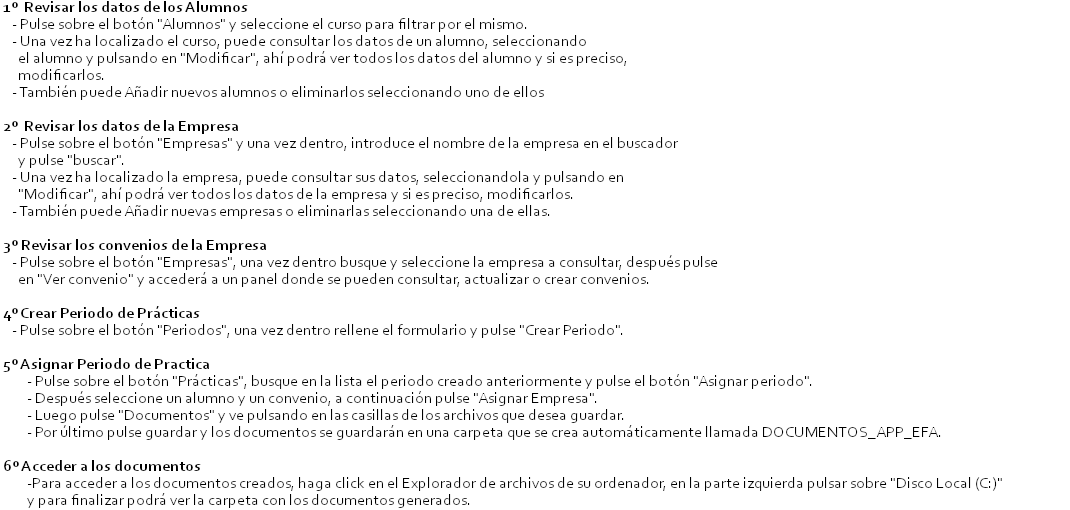 1º Revisar los datos de los Alumnos
- Pulse sobre el botón "Alumnos" y seleccione el curso para filtrar por el mismo.
- Una vez ha localizado el curso, puede consultar los datos de un alumno, seleccionando
el alumno y pulsando en "Modificar", ahí podrá ver todos los datos del alumno y si es preciso,
modificarlos.
- También puede Añadir nuevos alumnos o eliminarlos seleccionando uno de ellos
2º Revisar los datos de la Empresa
- Pulse sobre el botón "Empresas" y una vez dentro, introduce el nombre de la empresa en el buscador
y pulse "buscar".
- Una vez ha localizado la empresa, puede consultar sus datos, seleccionandola y pulsando en
"Modificar", ahí podrá ver todos los datos de la empresa y si es preciso, modificarlos.
- También puede Añadir nuevas empresas o eliminarlas seleccionando una de ellas.
3º Revisar los convenios de la Empresa
- Pulse sobre el botón "Empresas", una vez dentro busque y seleccione la empresa a consultar, después pulse
en "Ver convenio" y accederá a un panel donde se pueden consultar, actualizar o crear convenios.
4º Crear Periodo de Prácticas
- Pulse sobre el botón "Periodos", una vez dentro rellene el formulario y pulse "Crear Periodo".
5º Asignar Periodo de Practica
- Pulse sobre el botón "Prácticas", busque en la lista el periodo creado anteriormente y pulse el botón "Asignar periodo".
- Después seleccione un alumno y un convenio, a continuación pulse "Asignar Empresa".
- Luego pulse "Documentos" y ve pulsando en las casillas de los archivos que desea guardar.
- Por último pulse guardar y los documentos se guardarán en una carpeta que se crea automáticamente llamada DOCUMENTOS_APP_EFA.
6º Acceder a los documentos
-Para acceder a los documentos creados, haga click en el Explorador de archivos de su ordenador, en la parte izquierda pulsar sobre "Disco Local (C:)"
y para finalizar podrá ver la carpeta con los documentos generados.